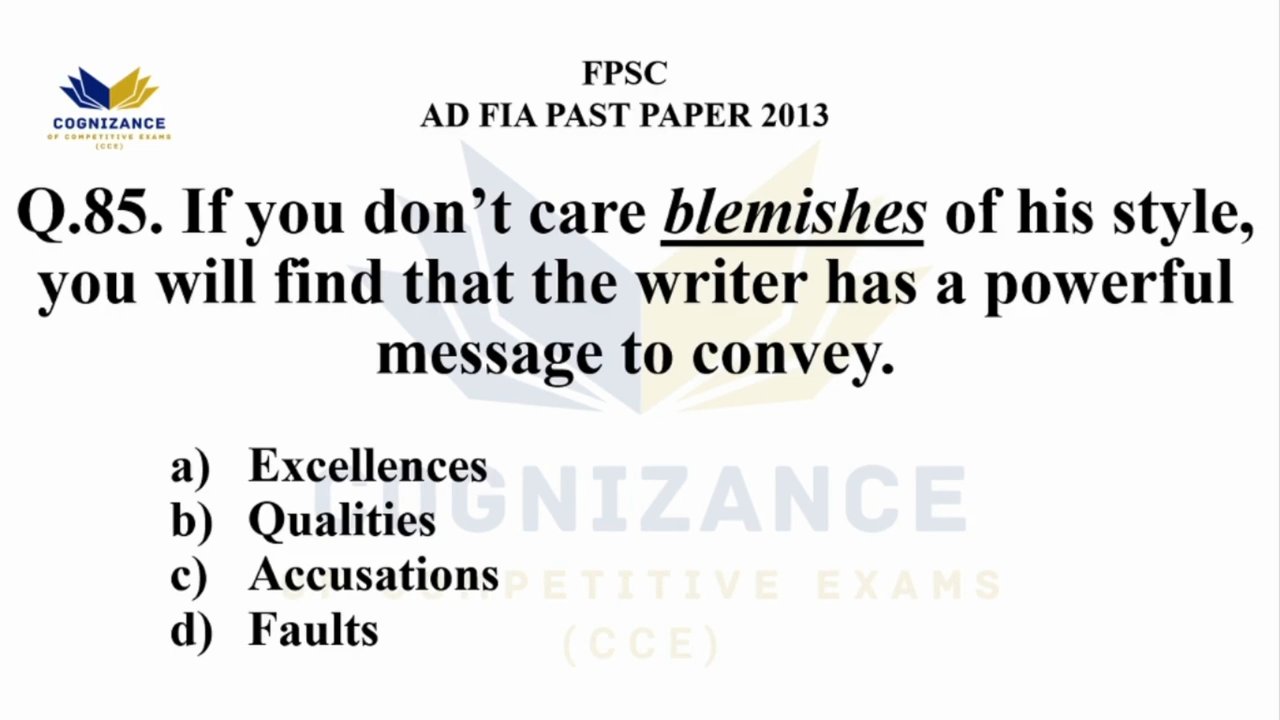 FPSC
AD FIA PAST PAPER 2013
COGNIZANCE
OF COMPETITIVE EXAMS
(CCE)
Q.85. If you don’t care blemishes of his style,
you will find that the writer has a powerful
message to convey.
a) Excellences
b) Qualities
c) Accusations
d) Faults
COGNIZANCE
OF COMPETITIVE EXAMS
(CCE)